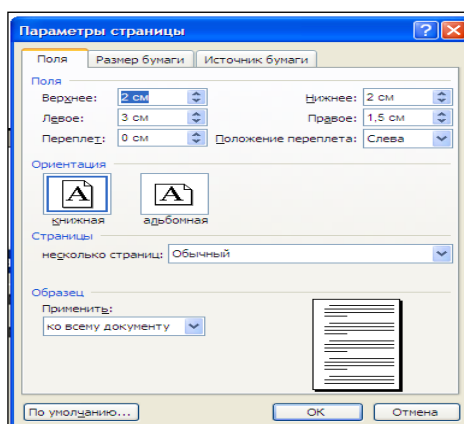 Параметры страницы
Поля Размер бумаги Источник бумаги
Поля
Верхнее: 2 см Нижнее: 2 см
Левое: 3 см Правое: 1,5 см
Переплет: 0 см Положение переплета: Слева
Ориентация
A A
книжная альбомная
Страницы
несколько страниц: Обычный
Образец
Применить:
ко всему документу
По умолчанию... ОК Отмена